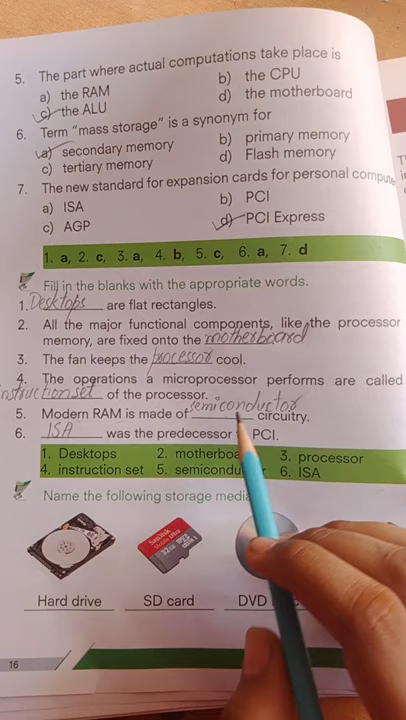 5. The part where actual computations take place is
a) the RAM b) the CPU
c) the ALU d) the motherboard
6. Term "mass storage" is a synonym for
a) secondary memory b) primary memory
c) tertiary memory d) Flash memory
7. The new standard for expansion cards for personal compute
a) ISA b) PCI
c) AGP d) PCI Express
1. a, 2. c, 3. a, 4. b, 5. c, 6. a, 7. d
Fill in the blanks with the appropriate words.
1. Desktops are flat rectangles.
2. All the major functional components, like the processor
memory, are fixed onto the motherboard
3. The fan keeps the processor cool.
4. The operations a microprocessor performs are called
instruction set of the processor.
5. Modern RAM is made of semiconductor circuitry.
6. ISA was the predecessor PCI.
1. Desktops 2. 3. processor
4. instruction set 5. 6. ISA
Name the following storage
SanDisk
Mobile Ultra
32GB
Hard drive SD card DVD
16